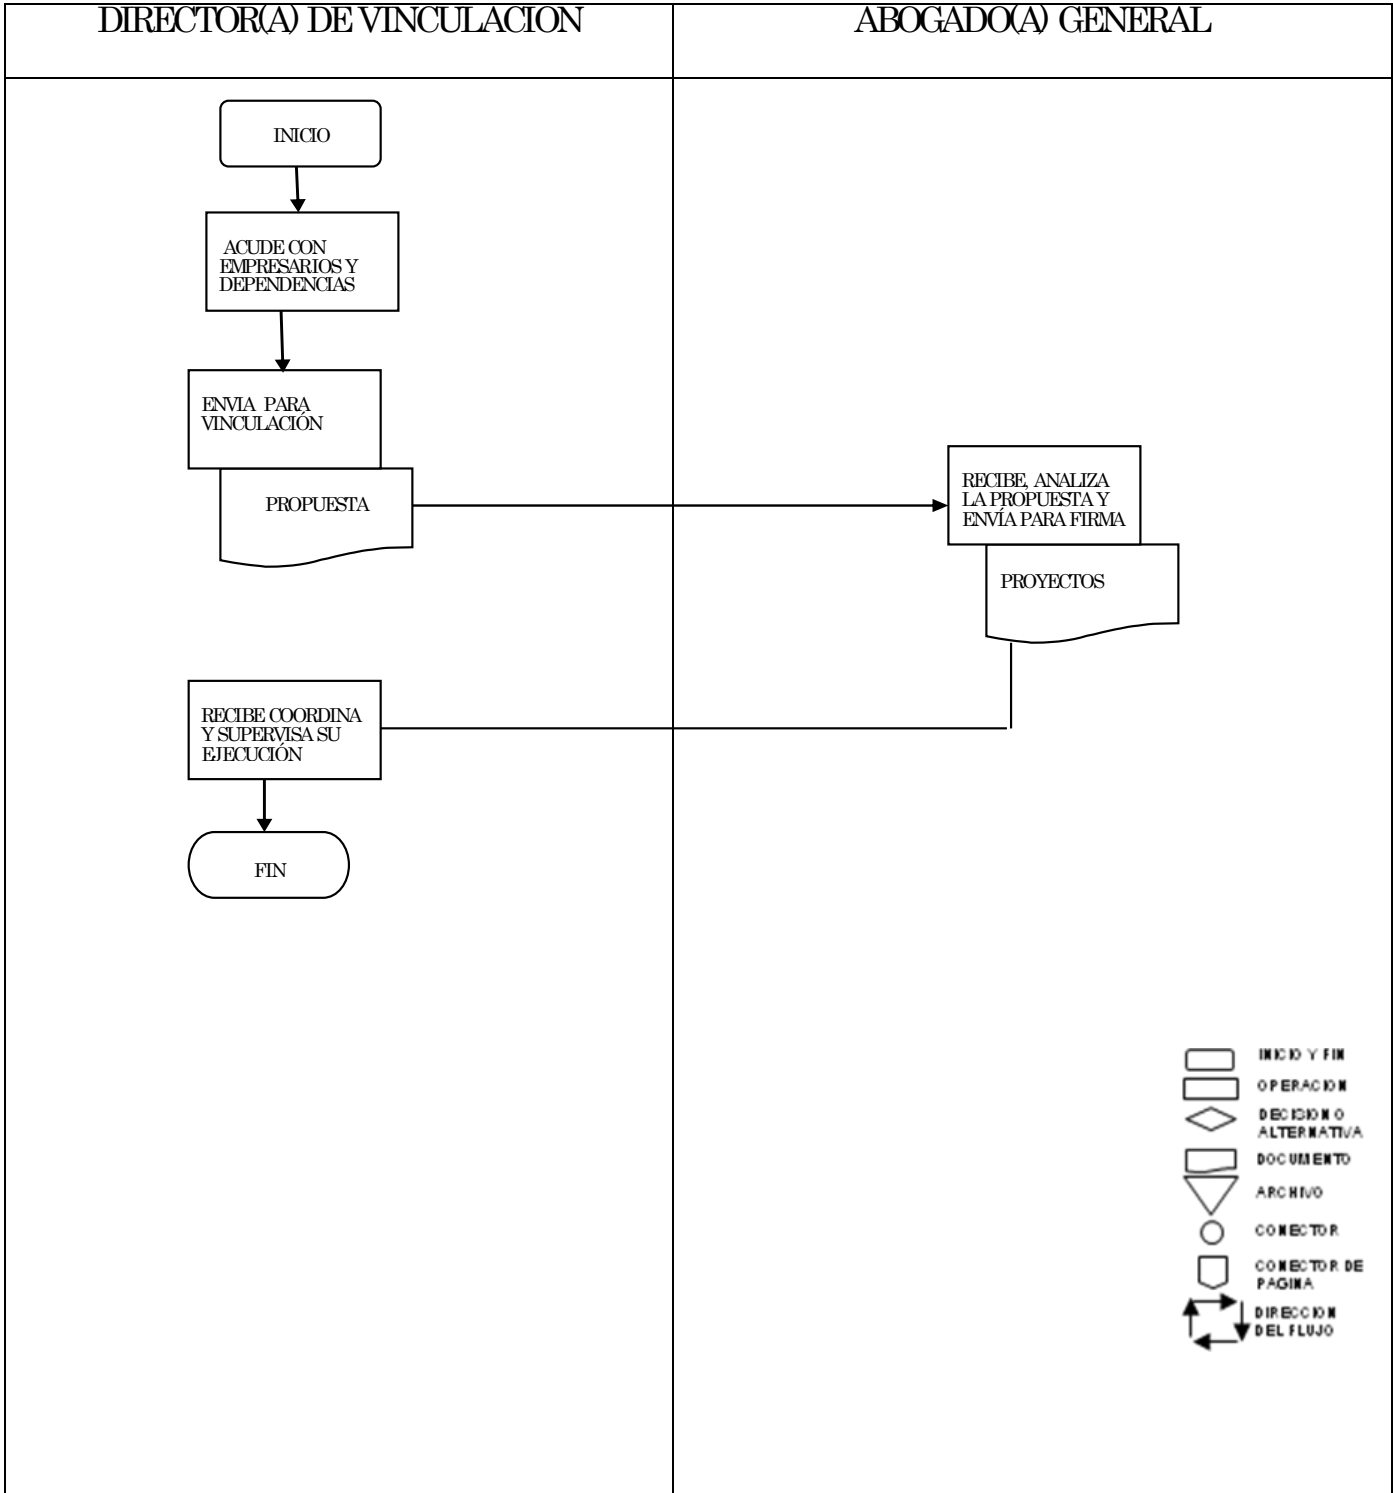 DIRECTOR(A) DE VINCULACION
ABOGADO(A) GENERAL
INICIO
ACUDE CON
EMPRESARIOS Y
DEPENDENCIAS
ENVIA PARA
VINCULACIÓN
PROPUESTA
RECIBE, ANALIZA
LA PROPUESTA Y
ENVÍA PARA FIRMA
PROYECTOS
RECIBE COORDINA
Y SUPERVISA SU
EJECUCIÓN
FIN
INICIO Y FIN
OPERACION
DECISION O
ALTERNATIVA
DOCUMENTO
ARCHIVO
CONECTOR
CONECTOR DE
PAGINA
DIRECCION
DEL FLUJO